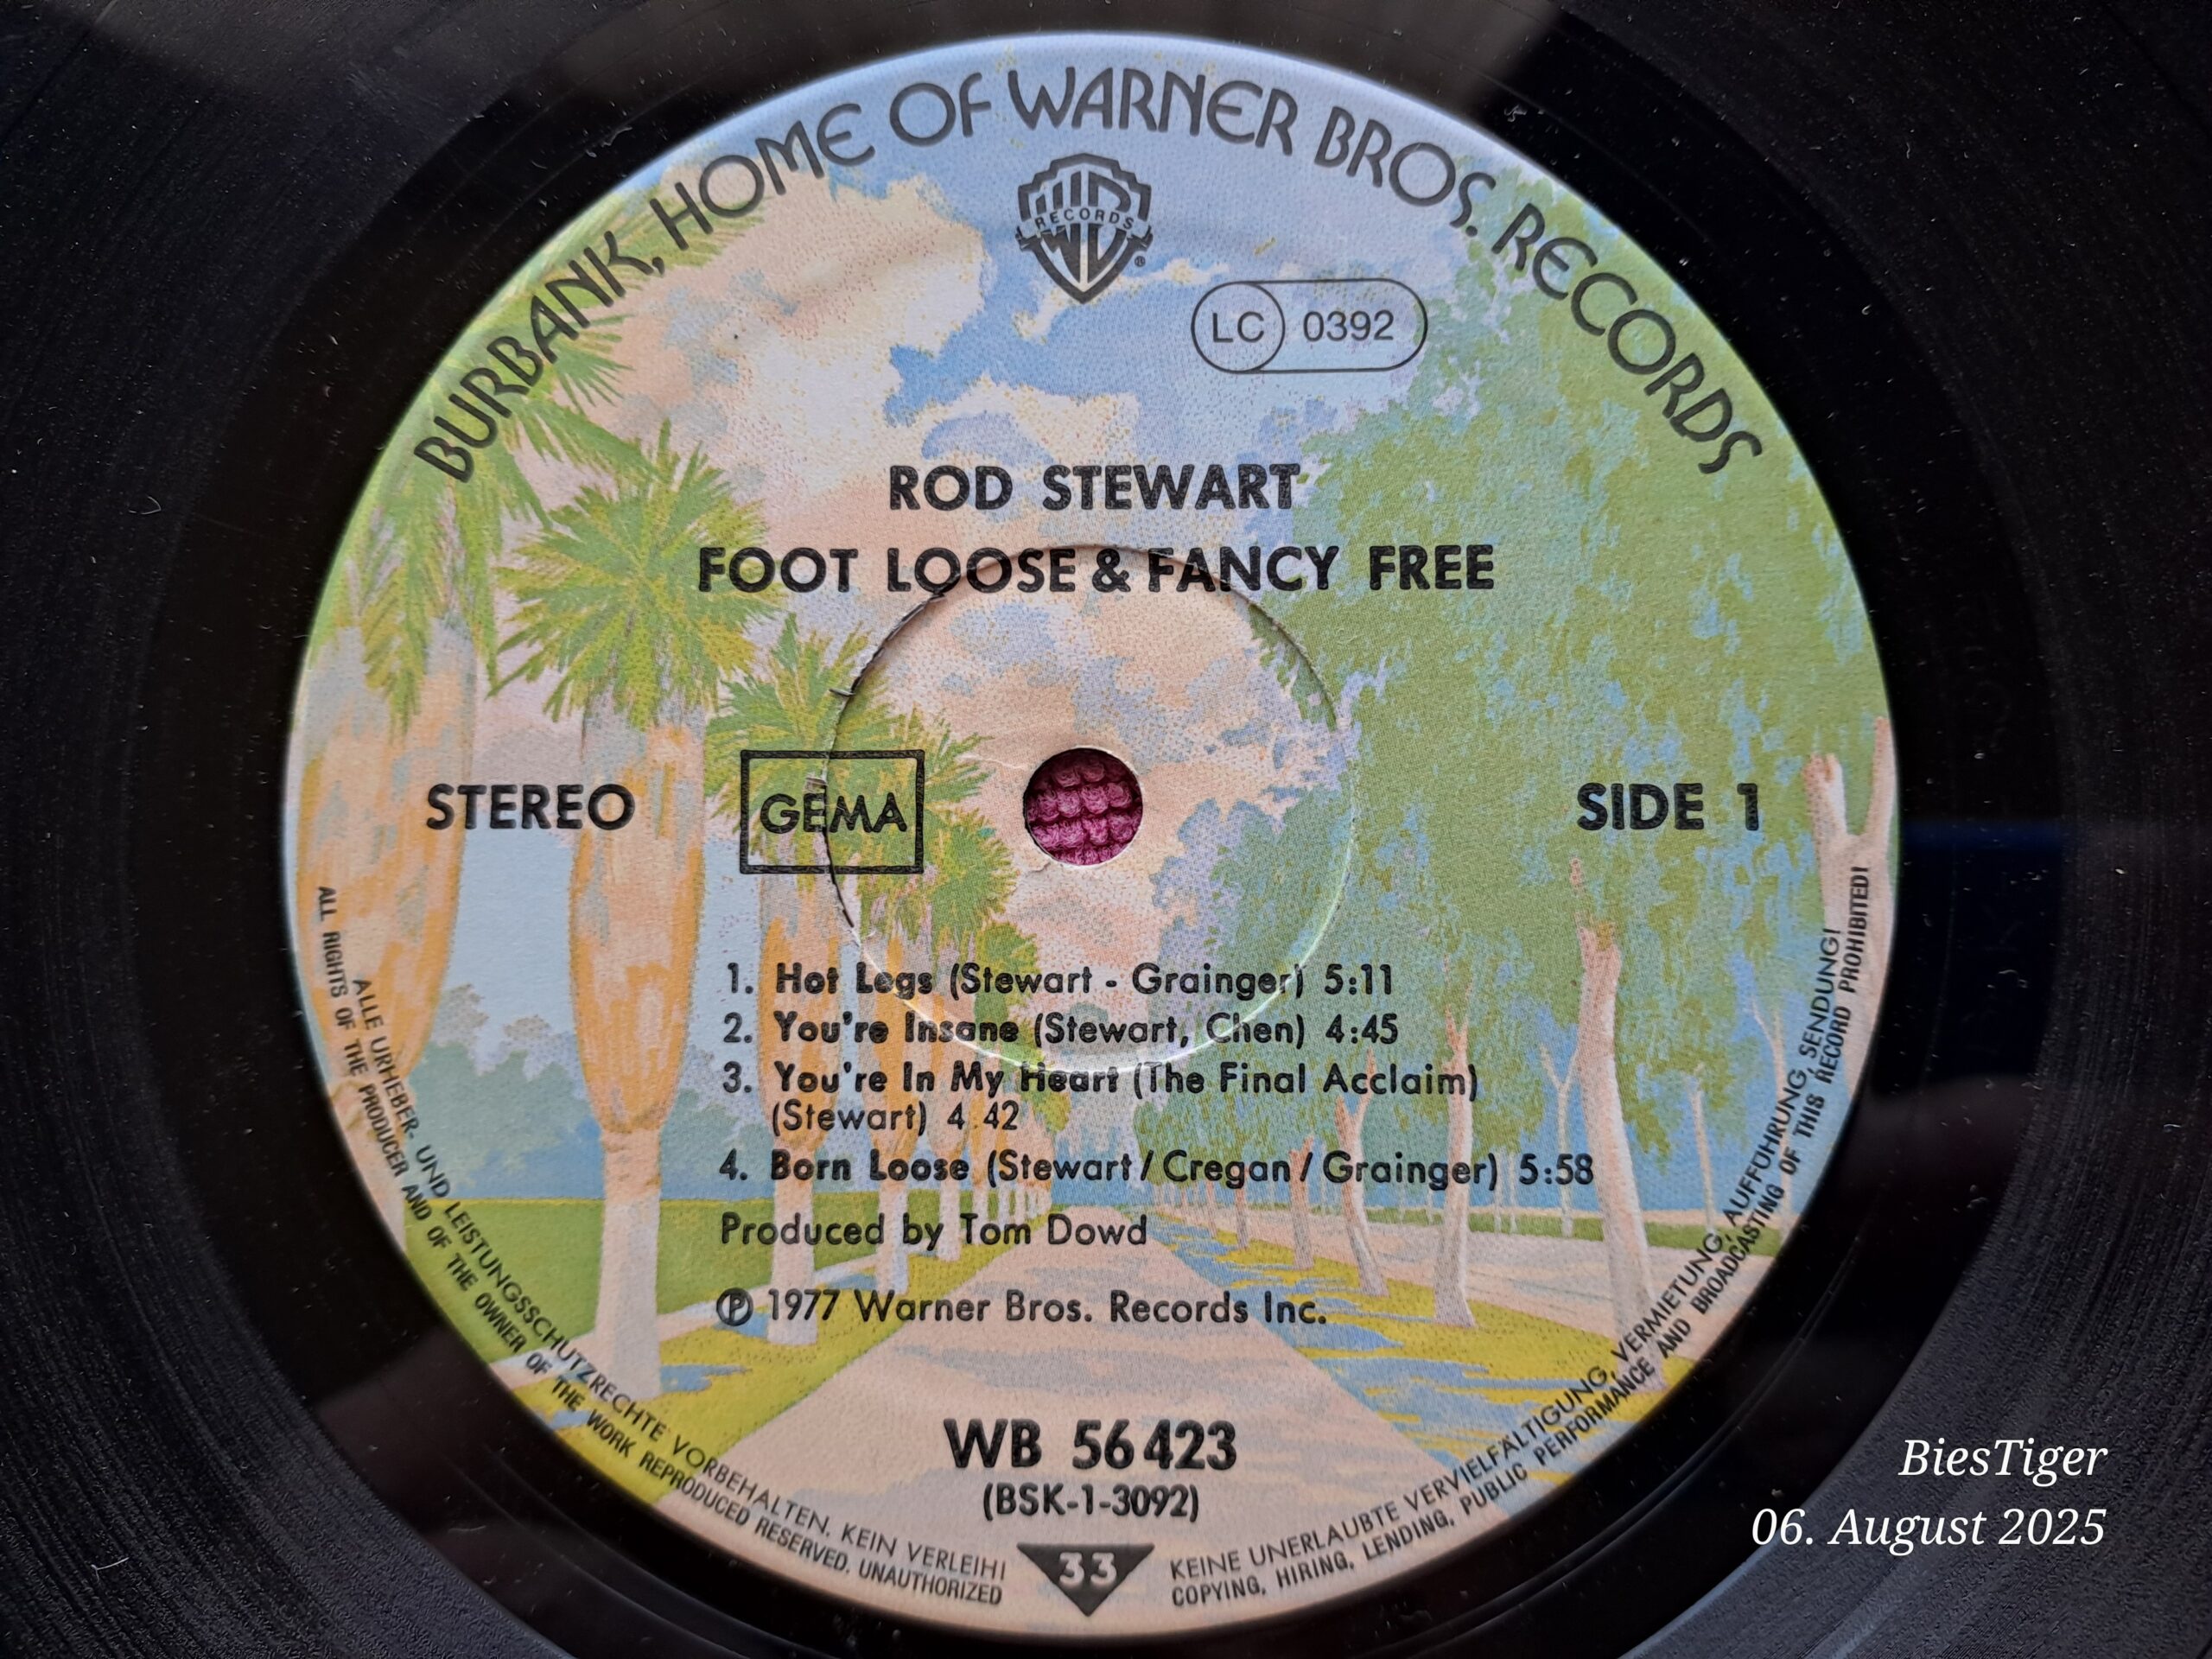 BURBANK, HOME OF WARNER BROS. RECORDS
WB
RECORDS
®
LC 0392
ROD STEWART
FOOT LOOSE & FANCY FREE
STEREO
GEMA
SIDE 1
1. Hot Legs (Stewart - Grainger) 5:11
2. You're Insane (Stewart, Chen) 4:45
3. You're In My Heart (The Final Acclaim)
(Stewart) 4.42
4. Born Loose (Stewart / Cregan / Grainger) 5:58
Produced by Tom Dowd
℗ 1977 Warner Bros. Records Inc.
WB 56 423
(BSK-1-3092)
33
ALLE URHEBER- UND LEISTUNGSSCHUTZRECHTE VORBEHALTEN. KEIN VERLEIH!
KEINE UNERLAUBTE VERVIELFÄLTIGUNG, VERMIETUNG, AUFFÜHRUNG, SENDUNG!
ALL RIGHTS OF THE PRODUCER AND OF THE OWNER OF THE WORK REPRODUCED RESERVED. UNAUTHORIZED
COPYING, HIRING, LENDING, PUBLIC PERFORMANCE AND BROADCASTING OF THIS RECORD PROHIBITED!
BiesTiger
06. August 2025